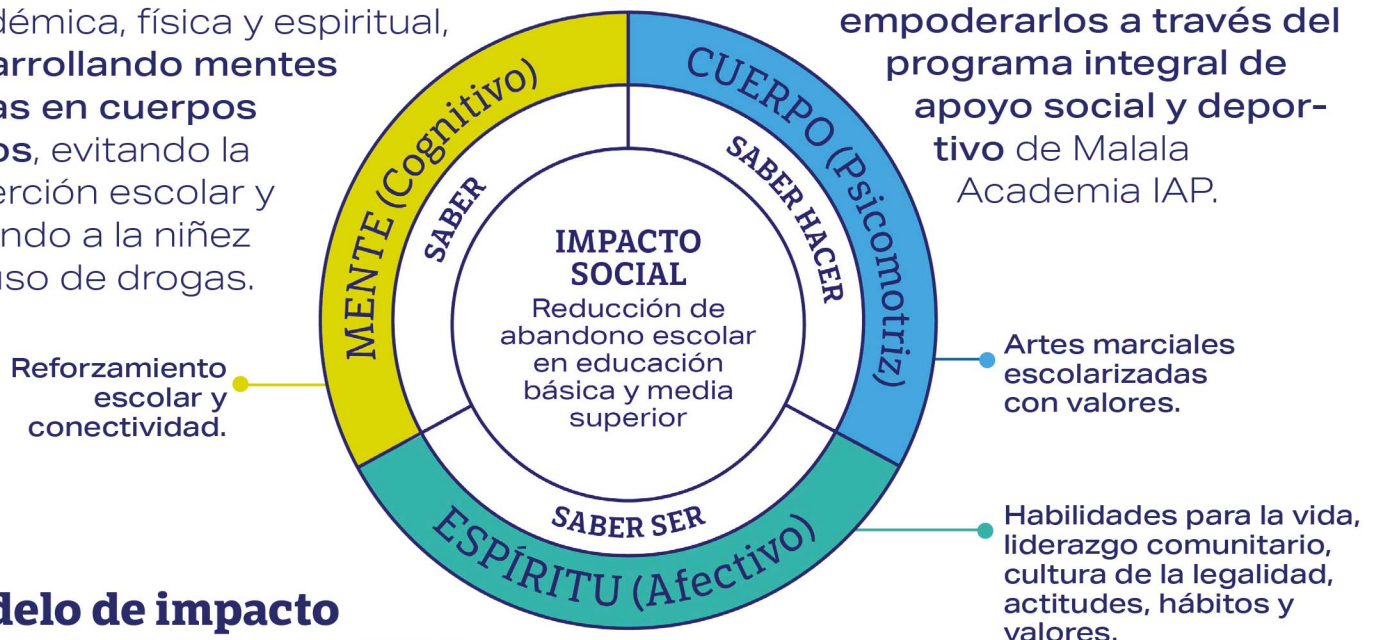 démica, física y espiritual,
arrollando mentes
as en cuerpos
os, evitando la
erción escolar y
ndo a la niñez
uso de drogas.
empoderarlos a través del
programa integral de
apoyo social y depor-
tivo de Malala
Academia IAP.
MENTE (Cognitivo)
SABER
CUERPO (Psicomotriz)
SABER HACER
IMPACTO
SOCIAL
Reducción de
abandono escolar
en educación
básica y media
superior
SABER SER
ESPÍRITU (Afectivo)
Reforzamiento
escolar y
conectividad.
Artes marciales
escolarizadas
con valores.
Habilidades para la vida,
liderazgo comunitario,
cultura de la legalidad,
actitudes, hábitos y
valores.
delo de impacto